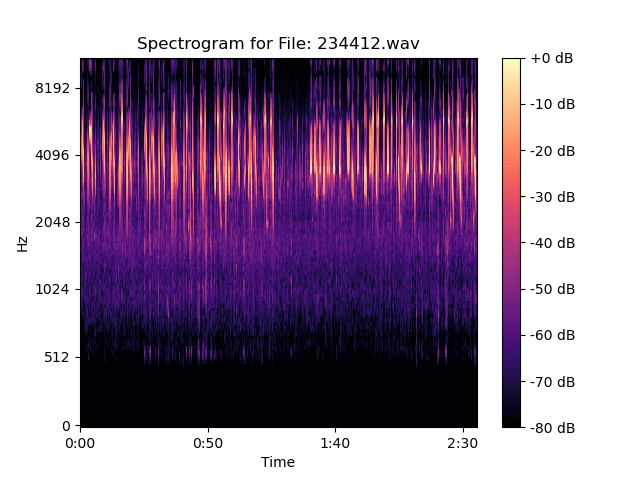 Spectrogram for File: 234412.wav
+0 dB
8192
-10 dB
4096
-20 dB
-30 dB
2048
Hz
-40 dB
1024
-50 dB
-60 dB
512
-70 dB
0
-80 dB
0:00
0:50
1:40
2:30
Time